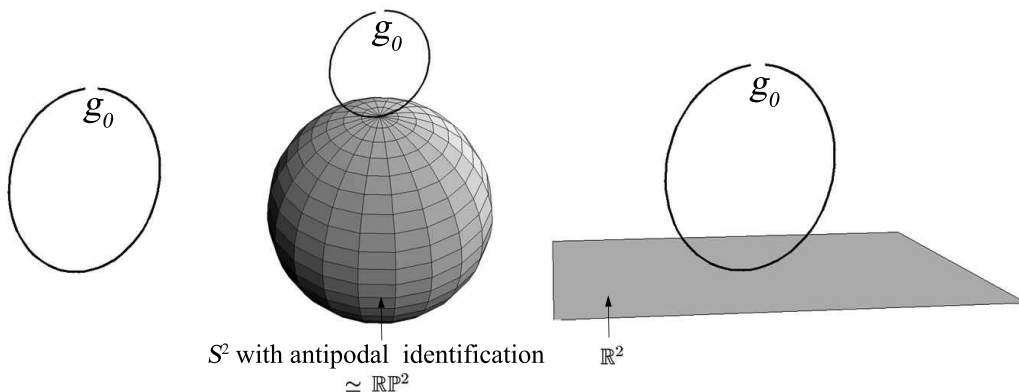 g₀
g₀
g₀
S² with antipodal identification
≃ ℝℙ²
ℝ²